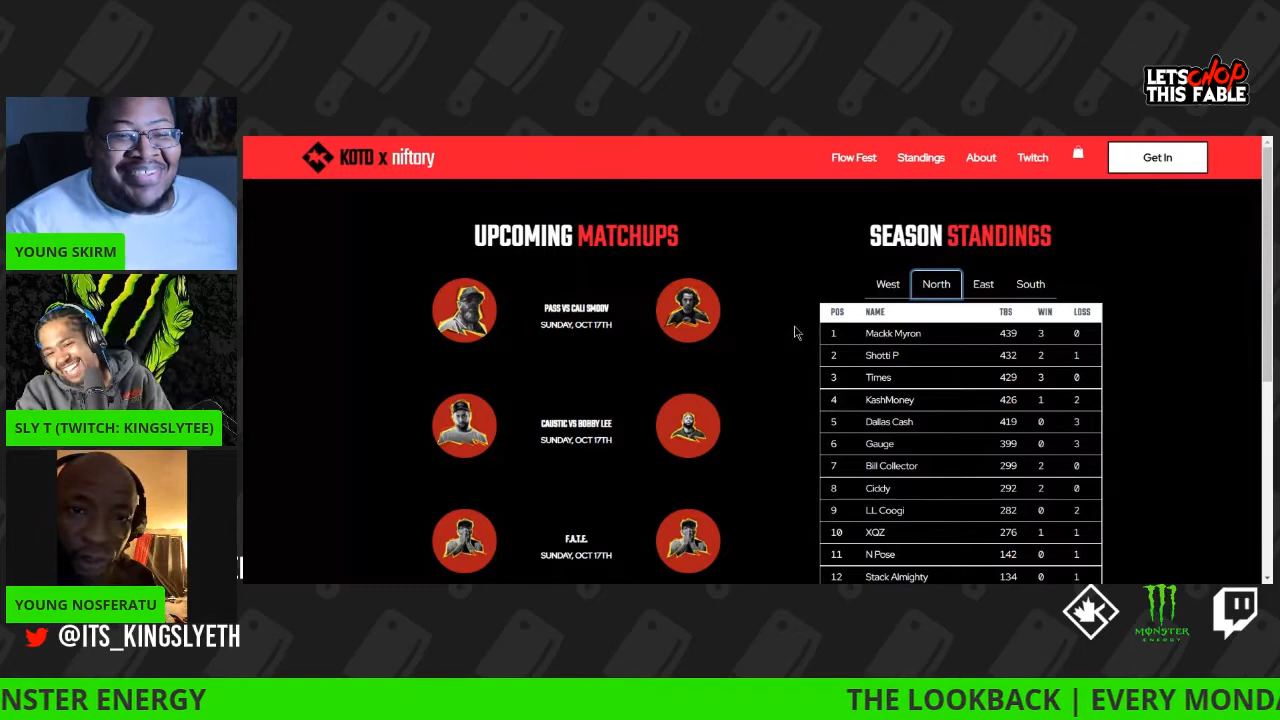 LETS CHOP
THIS FABLE
YOUNG SKIRM
SLY T (TWITCH: KINGSLYTEE)
YOUNG NOSFERATU
@ITS_KINGSLYETH
KOTD x niftory
Flow Fest
Standings
About
Twitch
Get In
UPCOMING MATCHUPS
PASS VS CALI SMOOV
SUNDAY, OCT 17TH
CAUSTIC VS BOBBY LEE
SUNDAY, OCT 17TH
F.A.T.E.
SUNDAY, OCT 17TH
SEASON STANDINGS
West North East South
POS NAME TBS WIN LOSS
1 Mackk Myron 439 3 0
2 Shotti P 432 2 1
3 Times 429 3 0
4 KashMoney 426 1 2
5 Dallas Cash 419 0 3
6 Gauge 399 0 3
7 Bill Collector 299 2 0
8 Ciddy 292 2 0
9 LL Coogi 282 0 2
10 XQZ 276 1 1
11 N Pose 142 0 1
12 Stack Almighty 134 0 1
MONSTER
ENERGY
NSTER ENERGY
THE LOOKBACK | EVERY MONDA